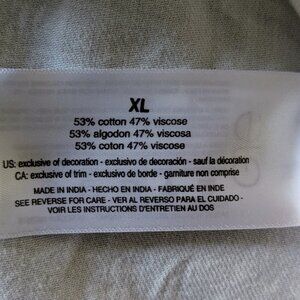 XL
53% cotton 47% viscose
53% algodon 47% viscosa
53% coton 47% viscose
US: exclusive of decoration - exclusivo de decoración - sauf la décoration
CA: exclusive of trim - exclusivo de borde - garniture non comprise
MADE IN INDIA - HECHO EN INDIA - FABRIQUÉ EN INDE
SEE REVERSE FOR CARE - VER AL REVERSO PARA EL CUIDADO -
VOIR LES INSTRUCTIONS D'ENTRETIEN AU DOS